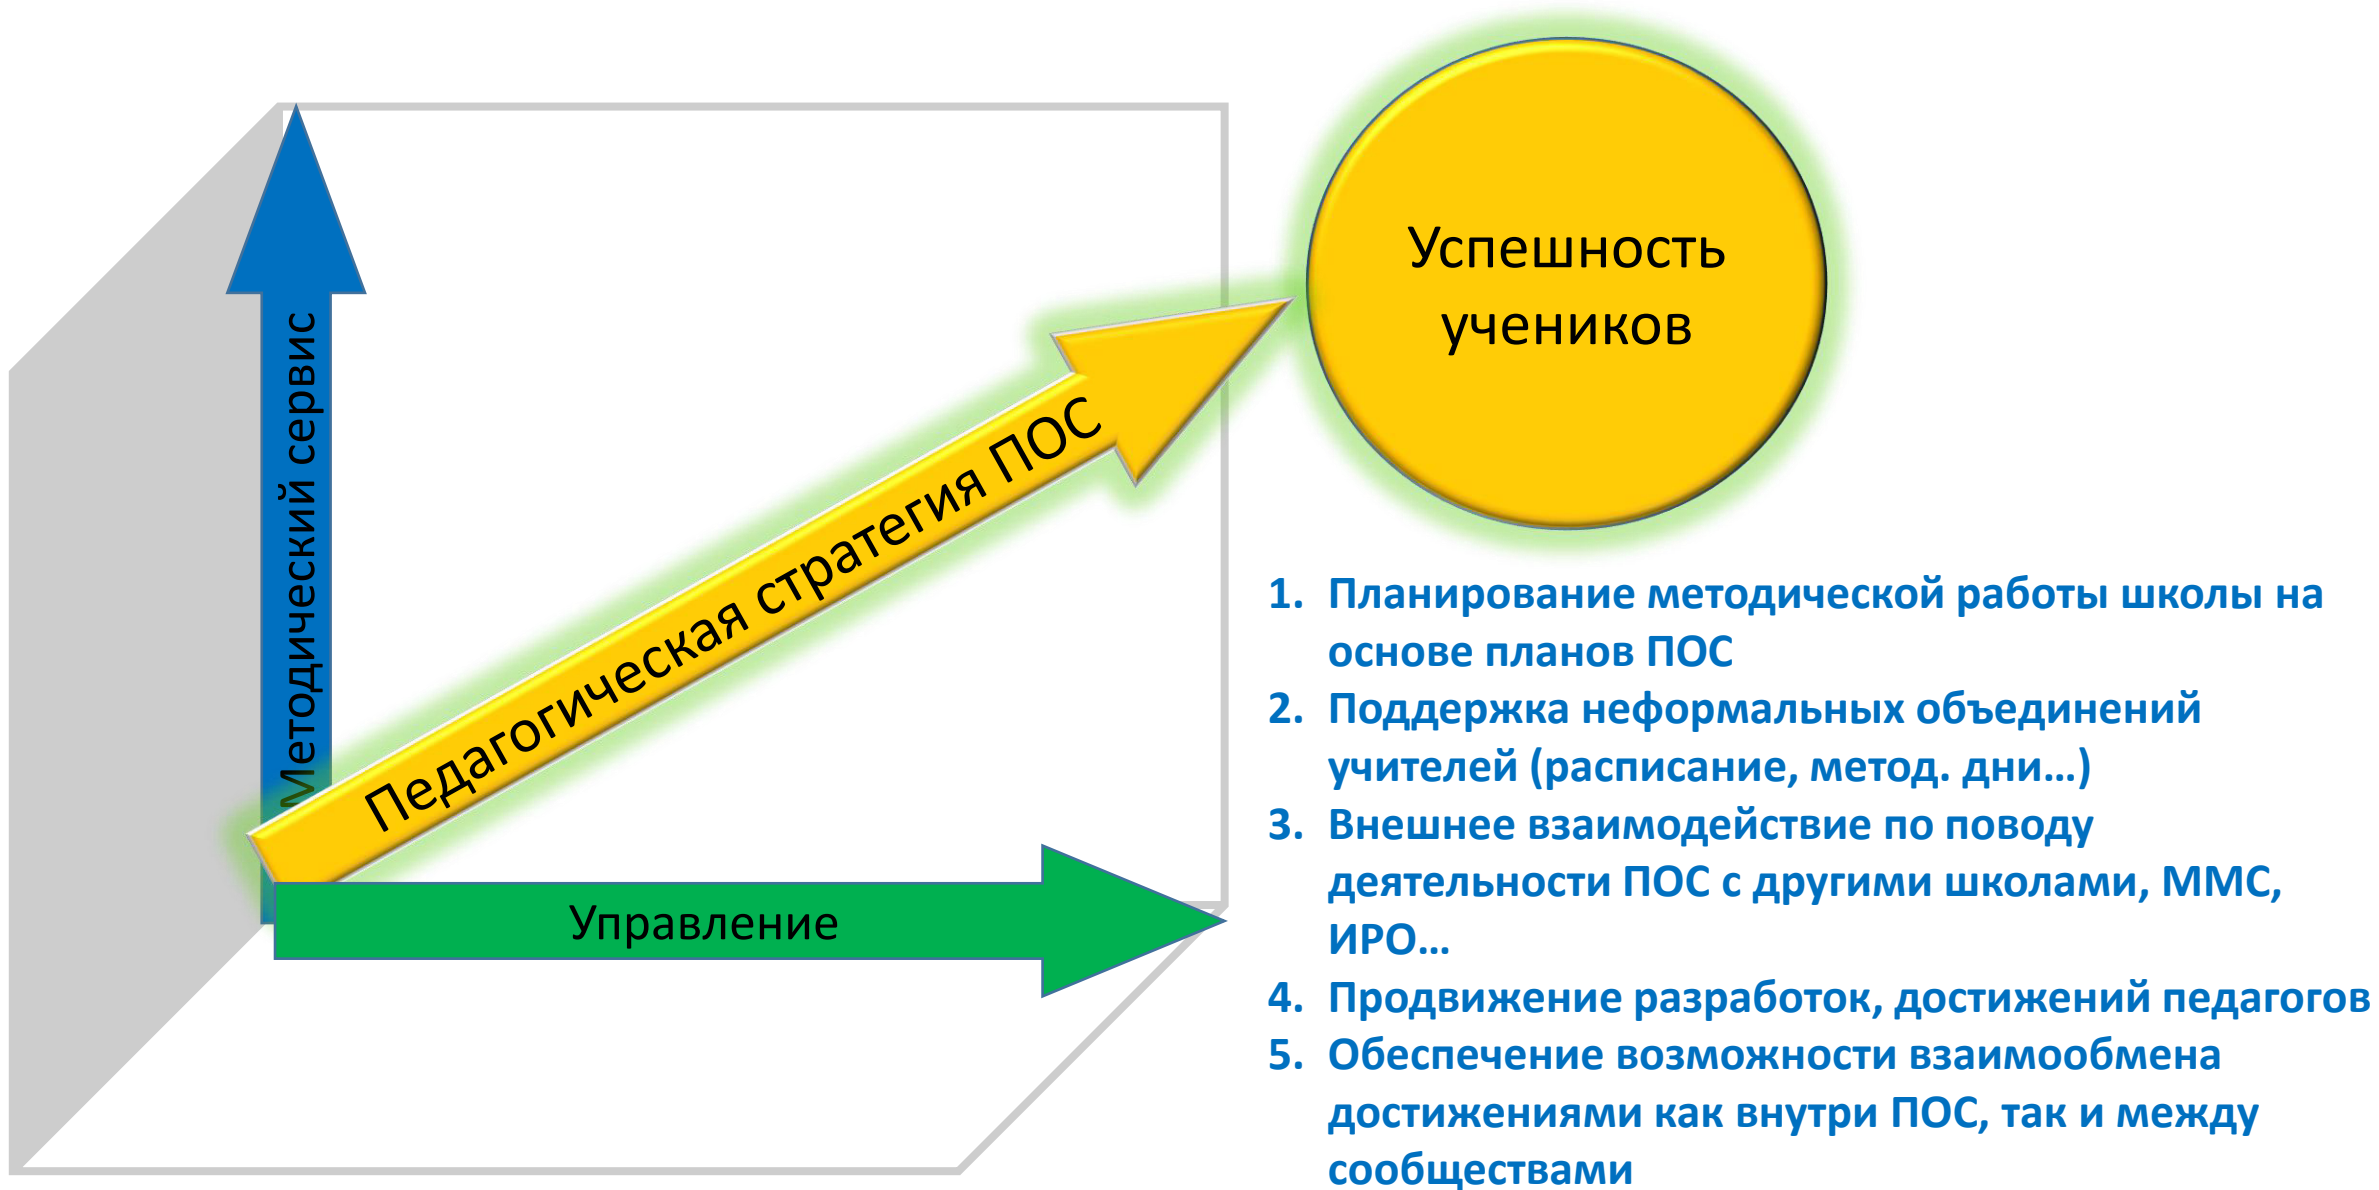 Успешность
учеников
Методический сервис
Педагогическая стратегия ПОС
Управление
1. Планирование методической работы школы на
основе планов ПОС
2. Поддержка неформальных объединений
учителей (расписание, метод. дни...)
3. Внешнее взаимодействие по поводу
деятельности ПОС с другими школами, ММС,
ИРО...
4. Продвижение разработок, достижений педагогов
5. Обеспечение возможности взаимообмена
достижениями как внутри ПОС, так и между
сообществами